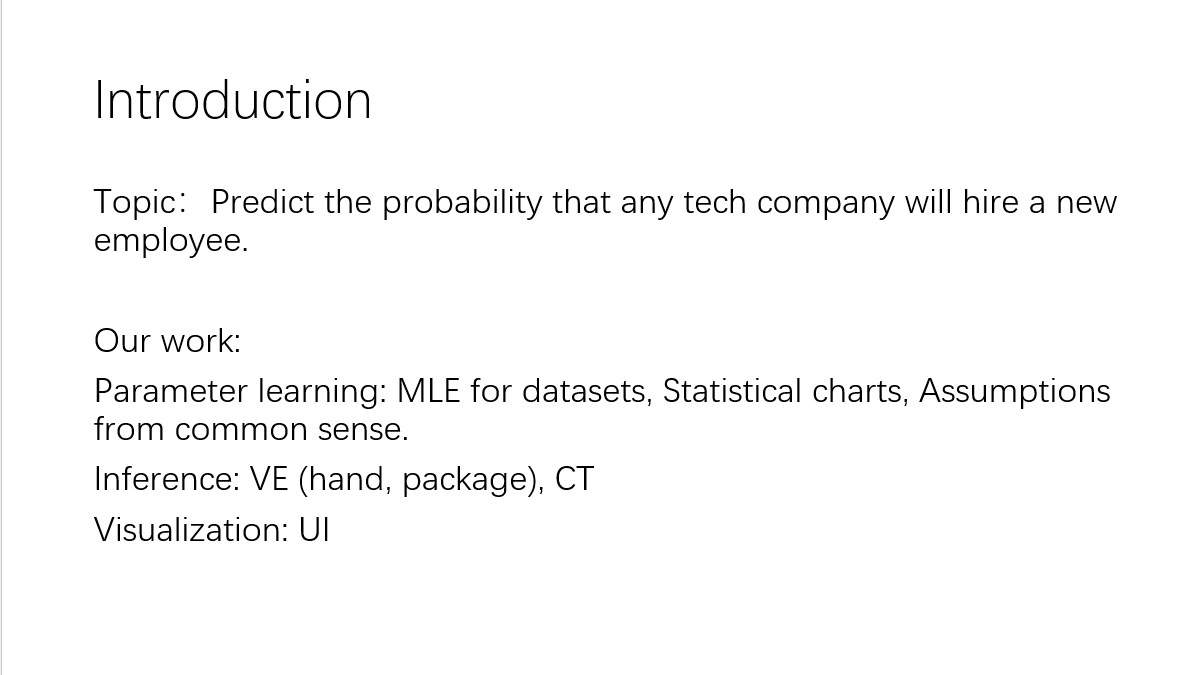 Introduction
Topic： Predict the probability that any tech company will hire a new
employee.
Our work:
Parameter learning: MLE for datasets, Statistical charts, Assumptions
from common sense.
Inference: VE (hand, package), CT
Visualization: UI